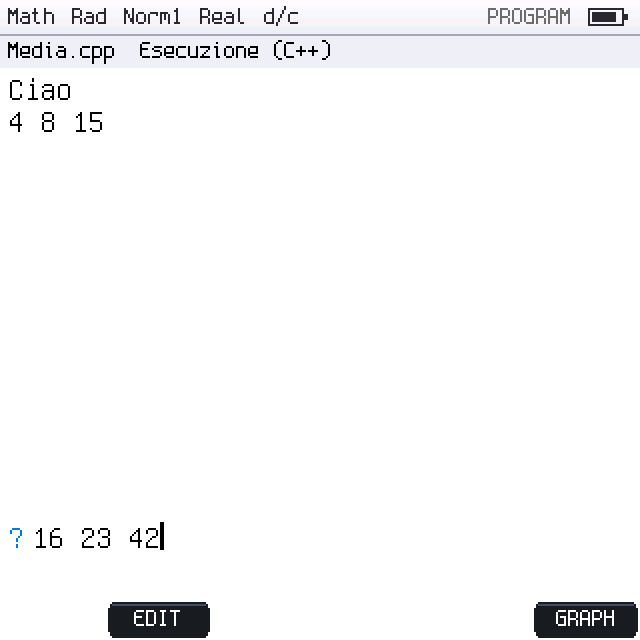 Math Rad Norm1 Real d/c PROGRAM
Media.cpp Esecuzione (C++)
Ciao
4 8 15
? 16 23 42
EDIT GRAPH